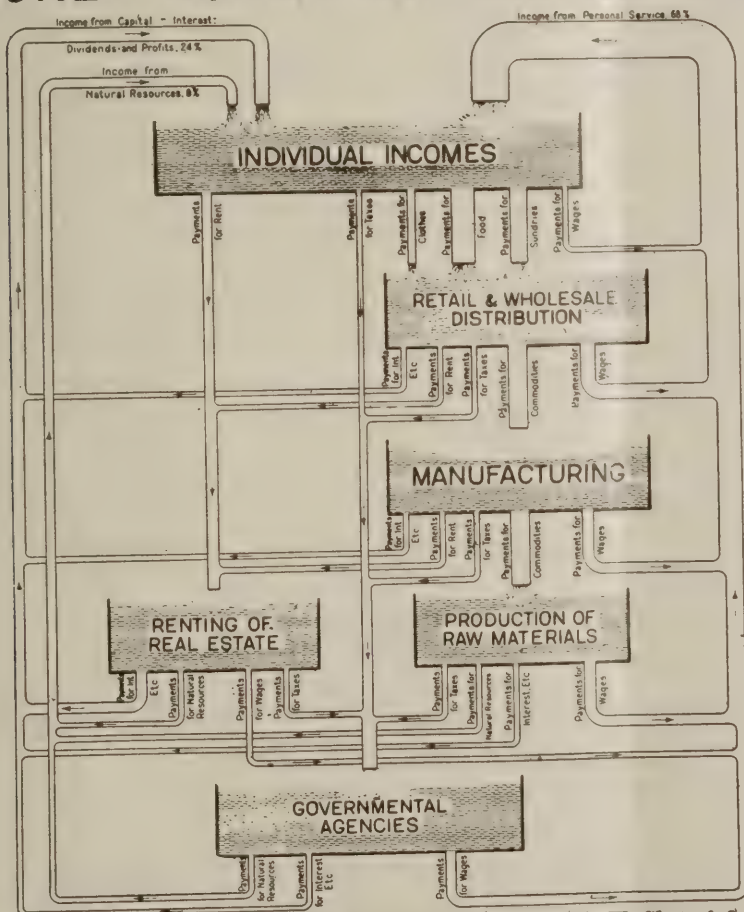 Income from Capital - Interest:
Dividends and Profits, 24%
Income from
Natural Resources, 8%
Income from Personal Service, 68%
INDIVIDUAL INCOMES
Payments
for Rent
Payments
for Taxes
Payments for
Clothes
Payments for
Food
Payments for
Sundries
Payments for
Wages
RETAIL & WHOLESALE
DISTRIBUTION
Payments
for Int
Etc
Payments
for Rent
Payments
for Taxes
Payments for
Commodities
Payments for
Wages
MANUFACTURING
Payments
for Int
Etc
Payments
for Rent
Payments
for Taxes
Payments for
Commodities
Payments for
Wages
RENTING OF
REAL ESTATE
PRODUCTION OF
RAW MATERIALS
Payments
for Int
Etc
Payments
for Natural
Resources
Payments
for Wages
Payments
for Taxes
Payments
for Taxes
Payments for
Natural Resources
Payments for
Interest, Etc
Payments for
Wages
GOVERNMENTAL
AGENCIES
Payments
for Natural
Resources
Payments
for Interest
Etc
Payments
for Wages